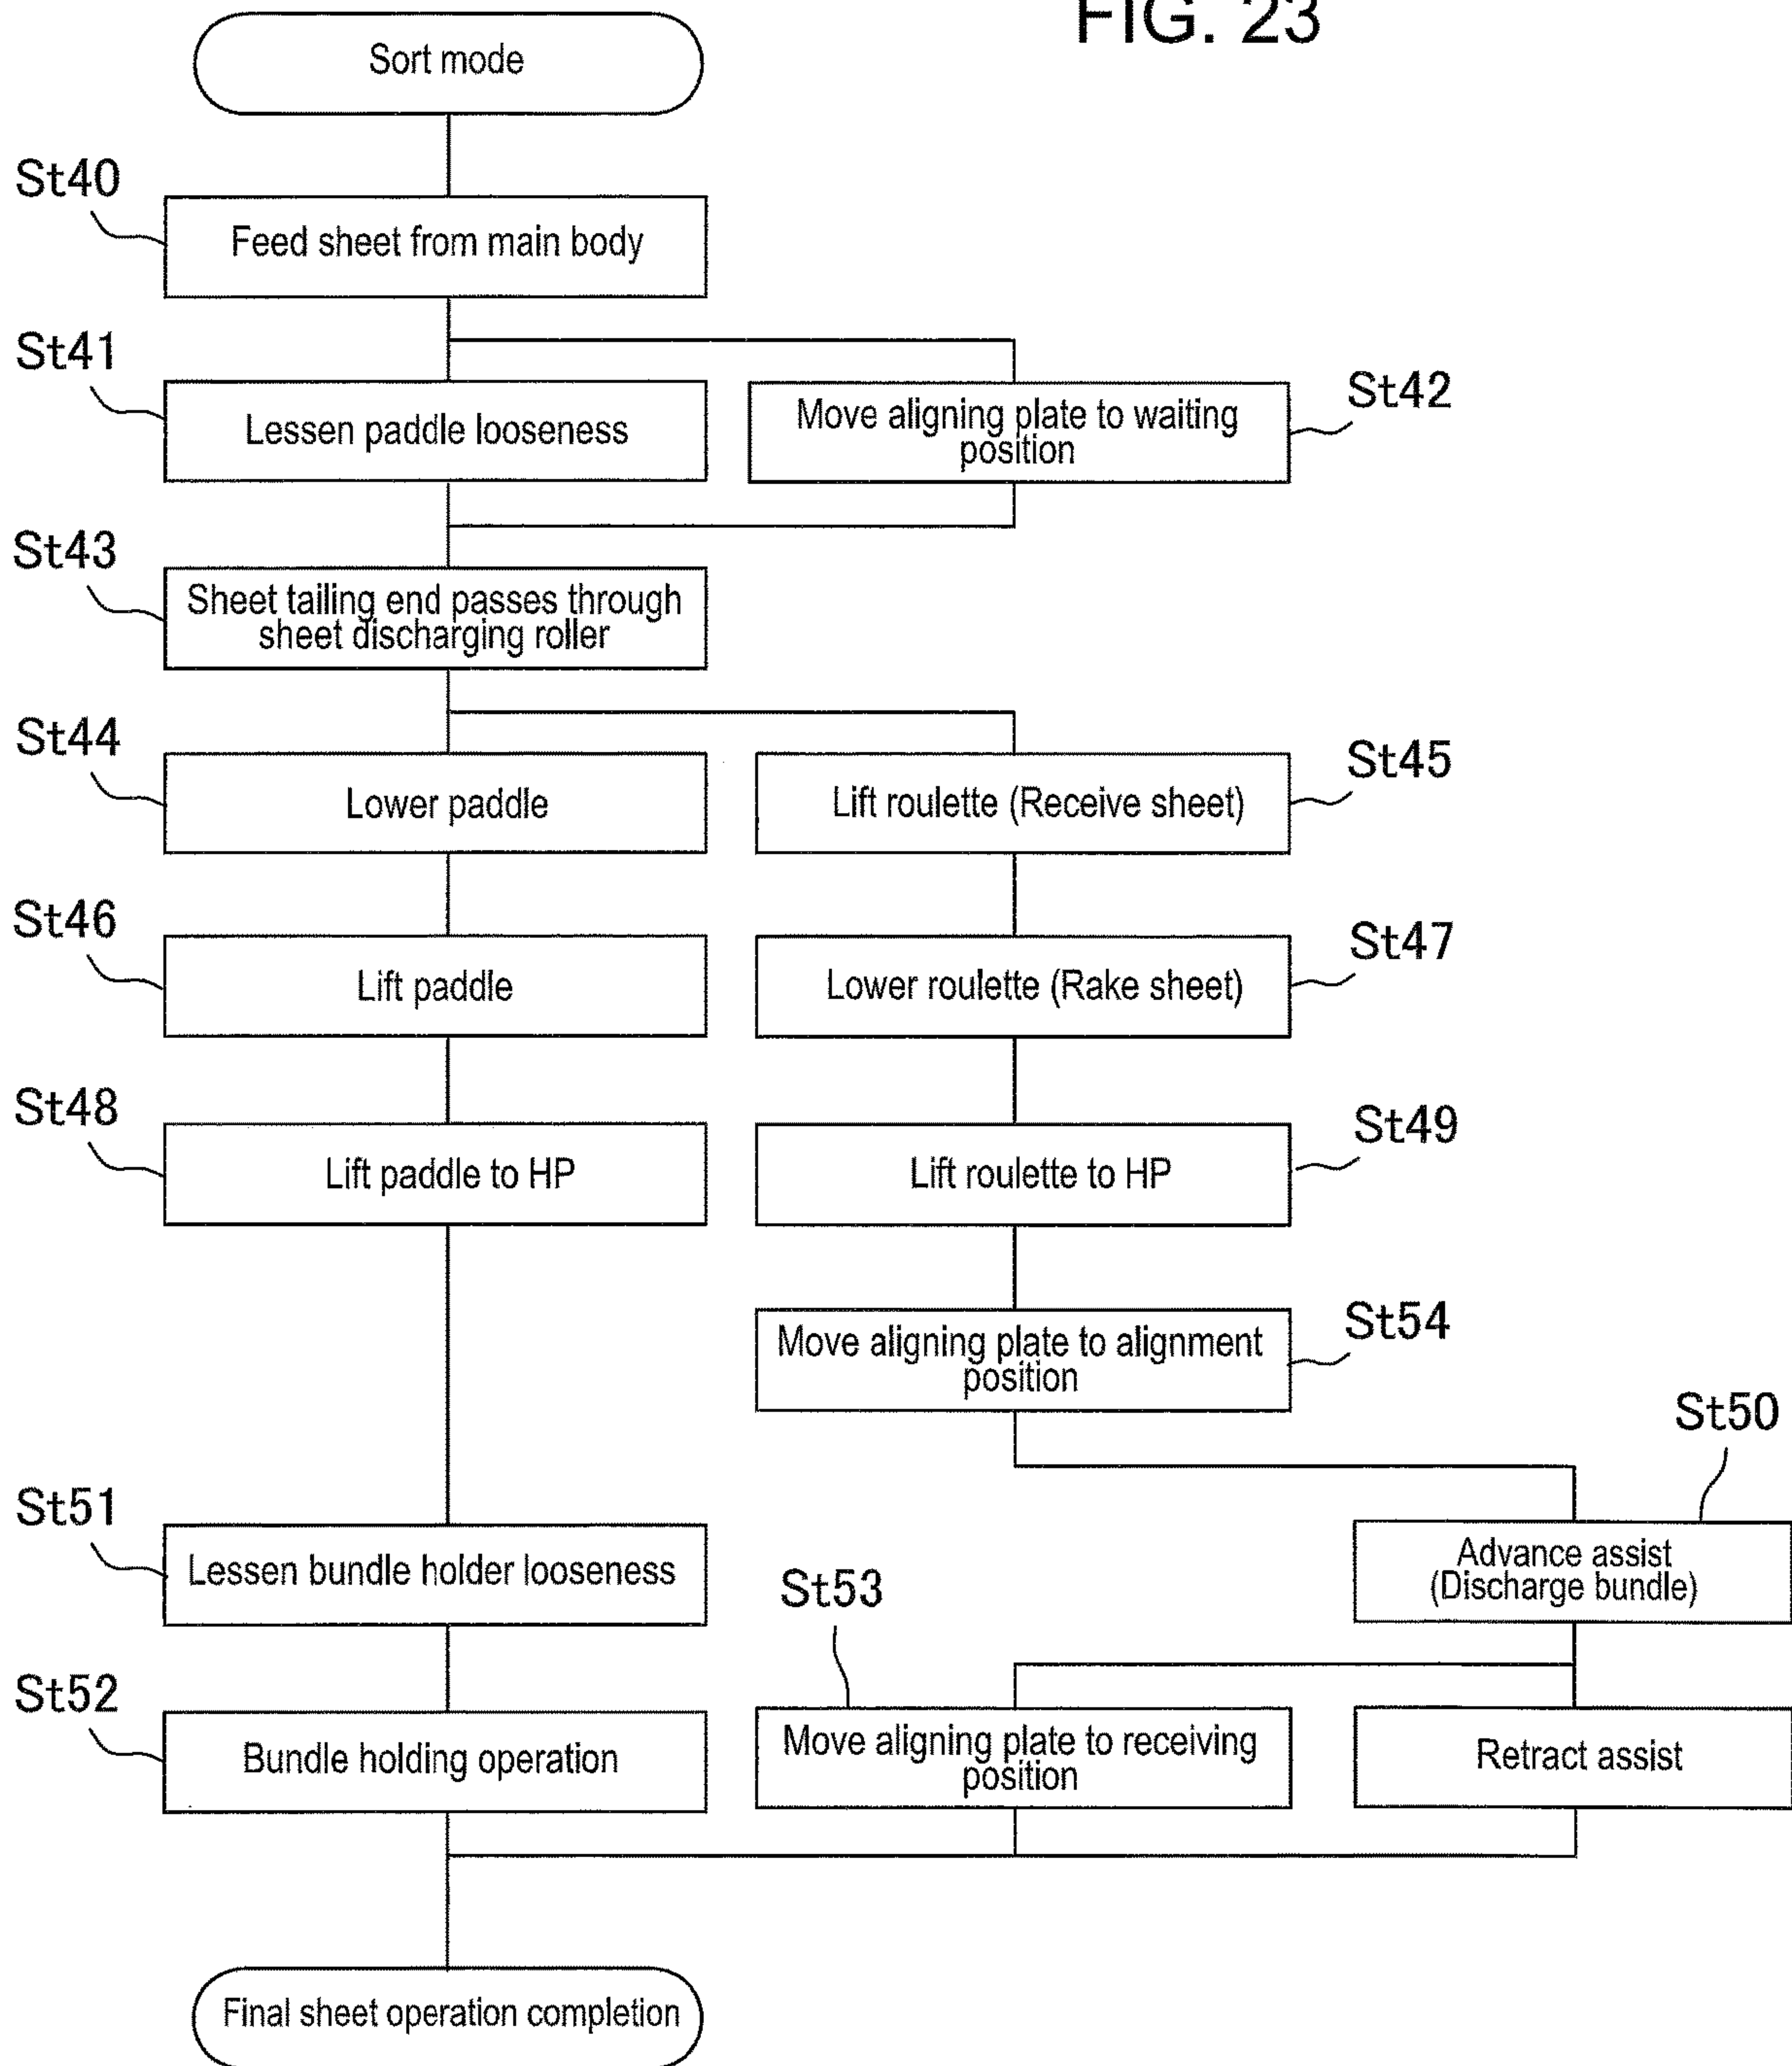 FIG. 23
Sort mode
St40
Feed sheet from main body
St41
Lessen paddle looseness
Move aligning plate to waiting
position
St42
St43
Sheet tailing end passes through
sheet discharging roller
St44
Lower paddle
Lift roulette (Receive sheet)
St45
St46
Lift paddle
Lower roulette (Rake sheet)
St47
St48
Lift paddle to HP
Lift roulette to HP
St49
Move aligning plate to alignment
position
St54
St50
St51
Lessen bundle holder looseness
Advance assist
(Discharge bundle)
St53
St52
Bundle holding operation
Move aligning plate to receiving
position
Retract assist
Final sheet operation completion